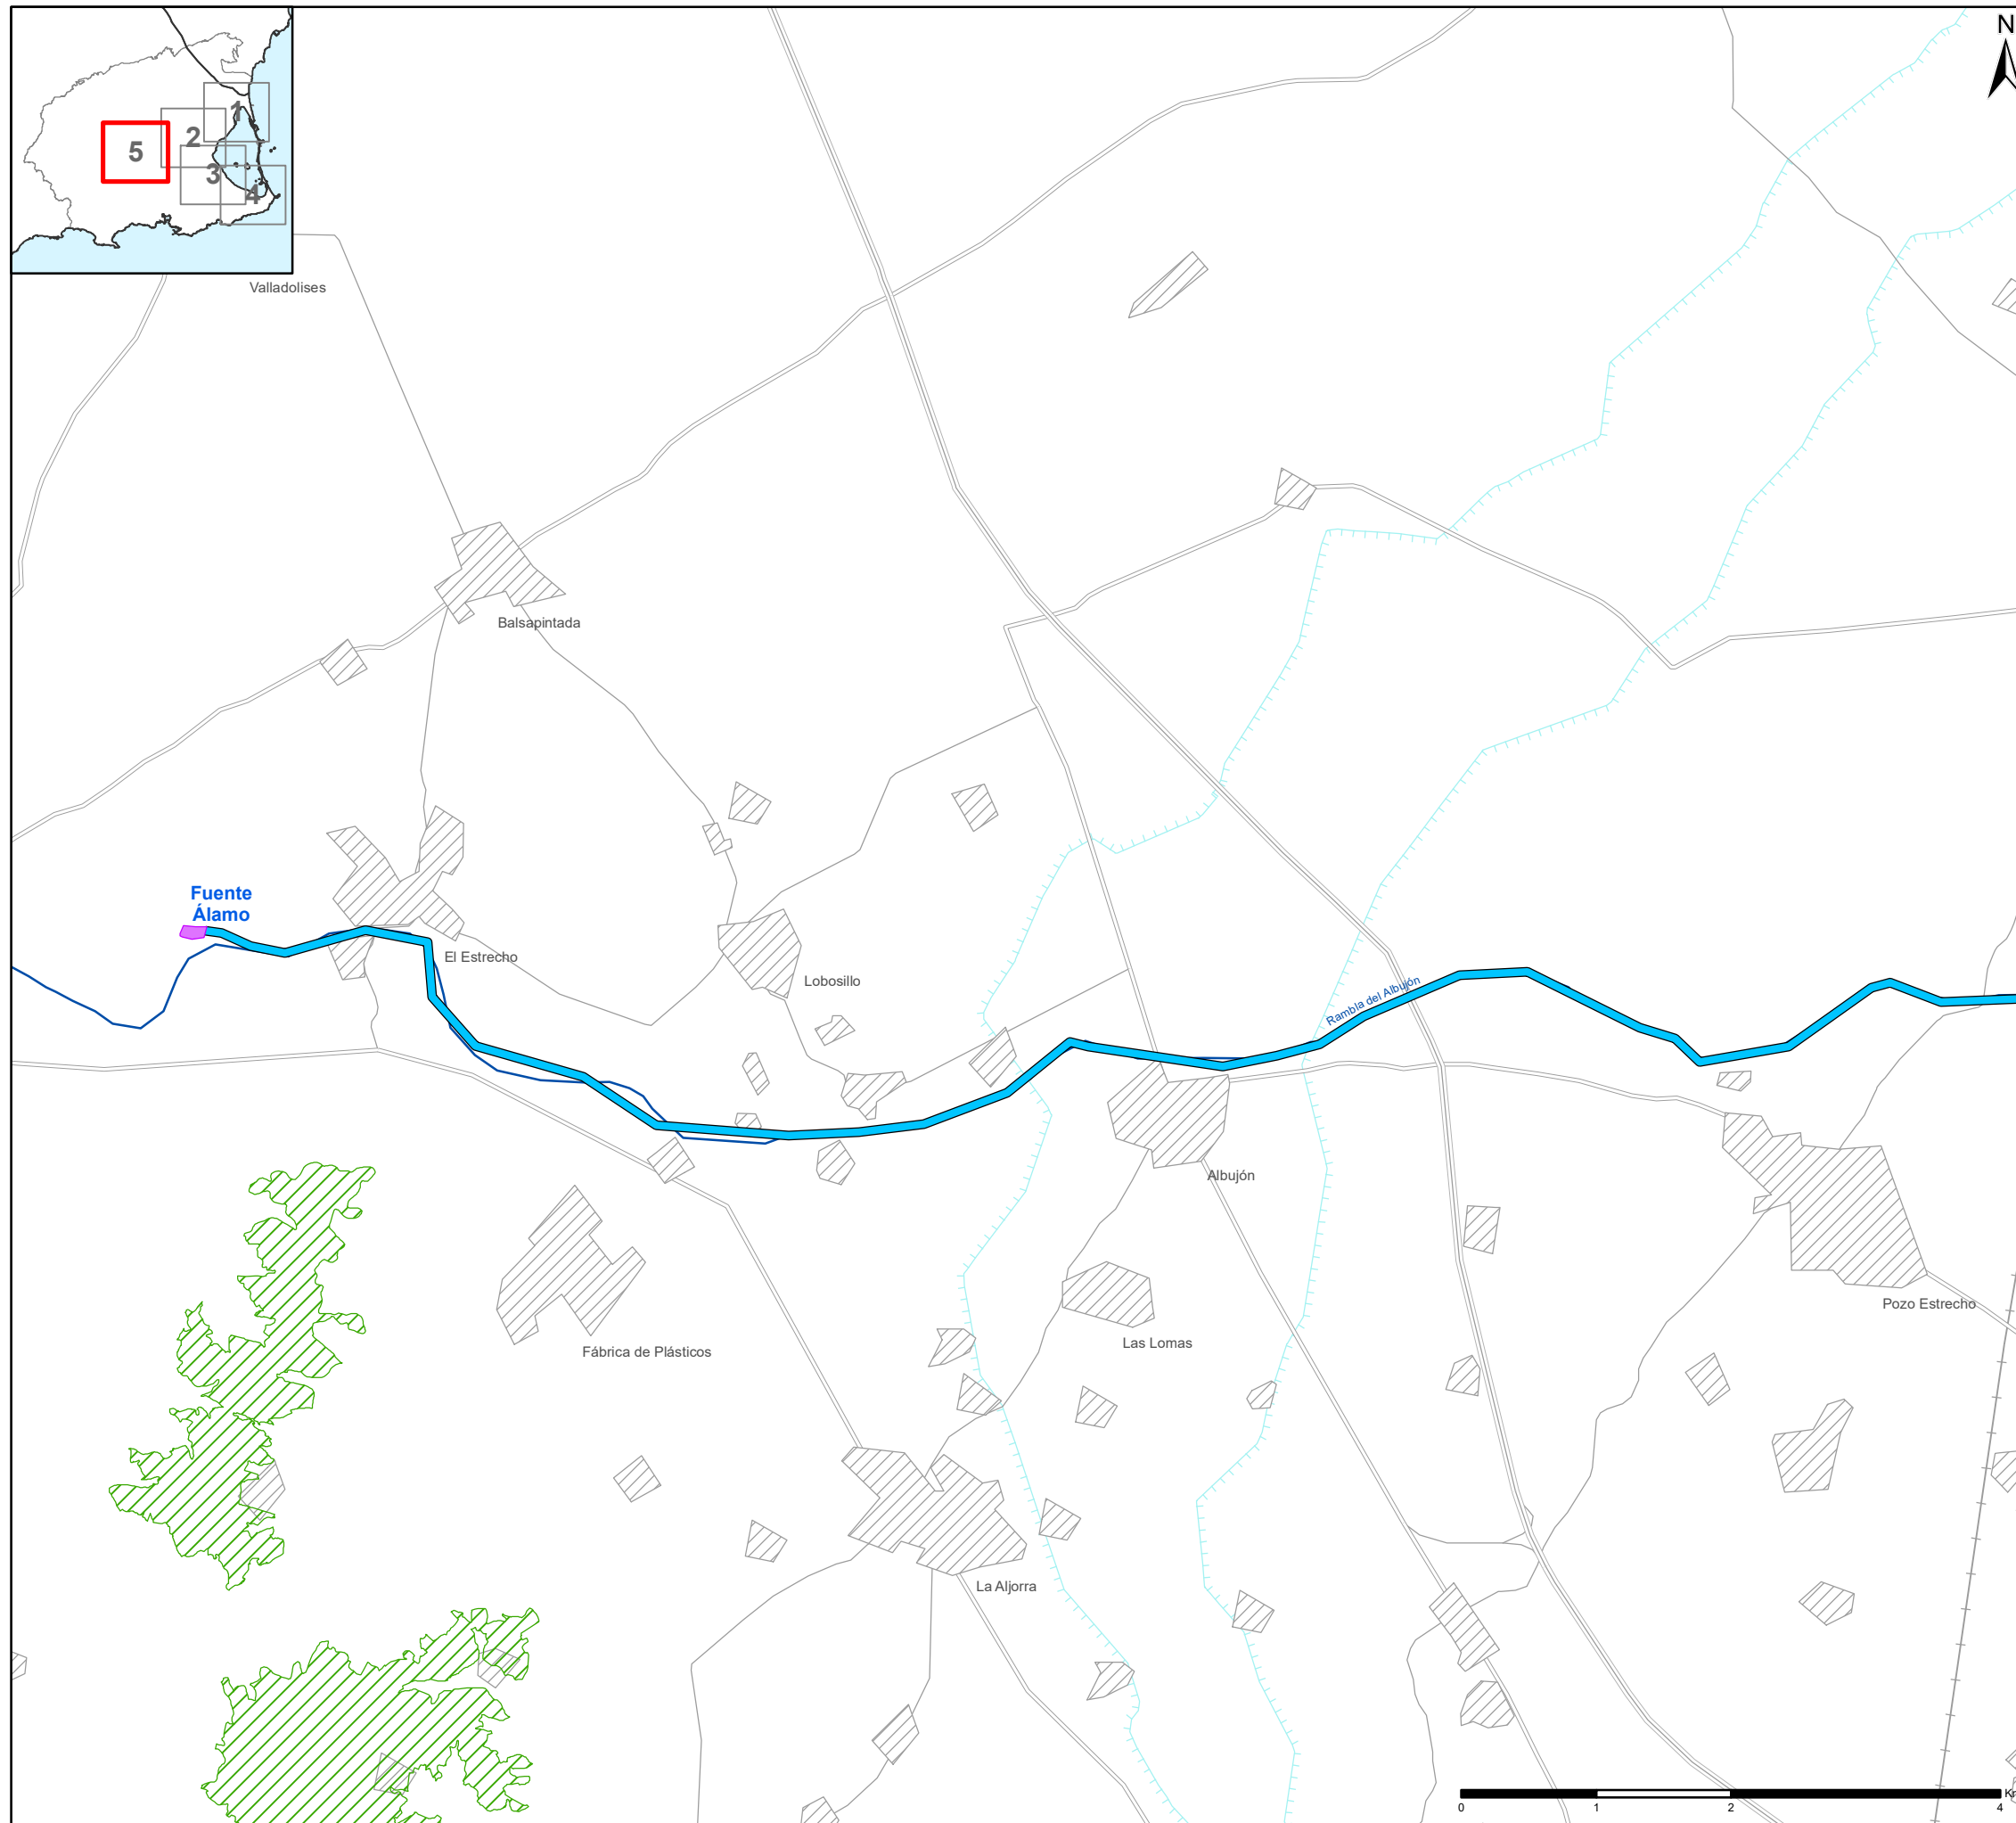 N
1
2
5
3
4
Valladolises
Balsapintada
Fuente
Álamo
El Estrecho
Lobosillo
Rambla del Albujón
Albujón
Pozo Estrecho
Las Lomas
Fábrica de Plásticos
La Aljorra
0
1
2
4